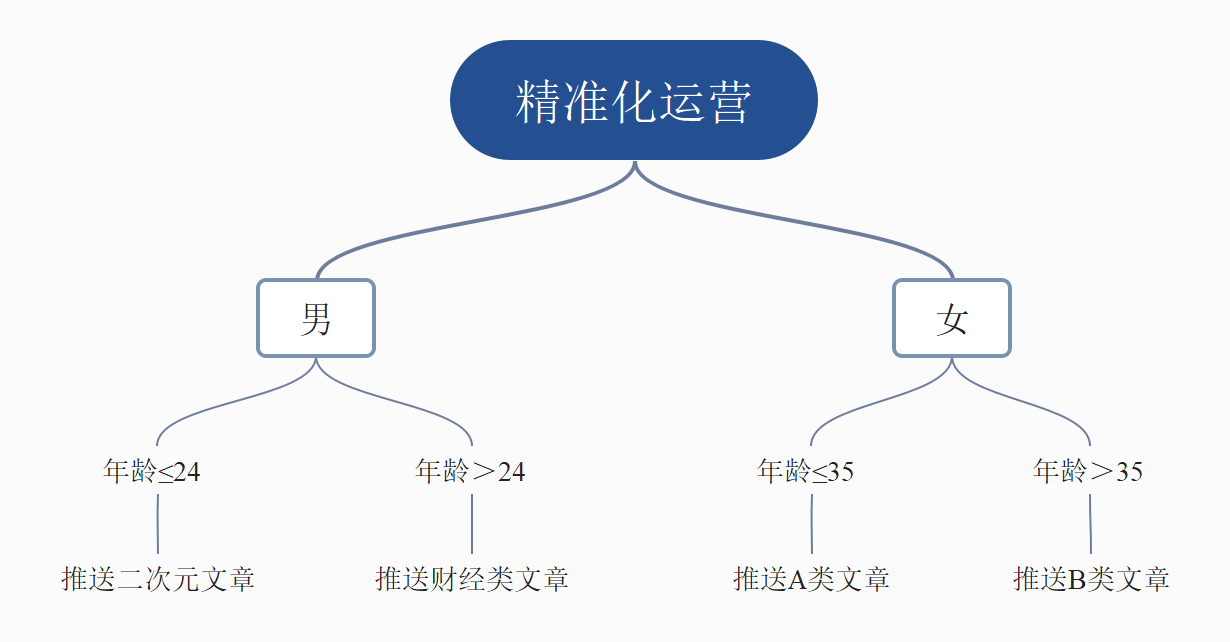 精准化运营
男
女
年龄≤24
年龄＞24
年龄≤35
年龄＞35
推送二次元文章
推送财经类文章
推送A类文章
推送B类文章